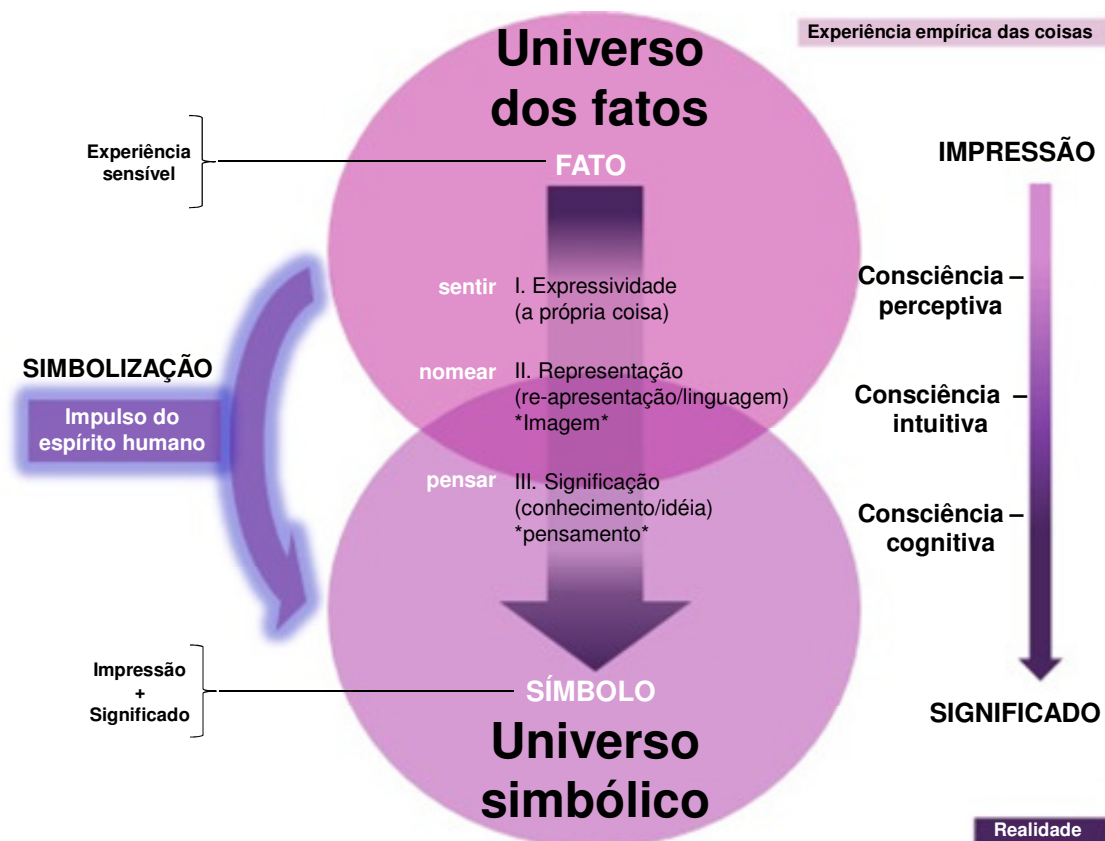 Experiência empírica das coisas
Universo
dos fatos
Experiência
sensível
FATO
IMPRESSÃO
sentir
I. Expressividade
(a própria coisa)
Consciência –
perceptiva
SIMBOLIZAÇÃO
Impulso do
espírito humano
nomear
II. Representação
(re-apresentação/linguagem)
*Imagem*
Consciência –
intuitiva
pensar
III. Significação
(conhecimento/idéia)
*pensamento*
Consciência –
cognitiva
Impressão
+
Significado
SÍMBOLO
SIGNIFICADO
Universo
simbólico
Realidade